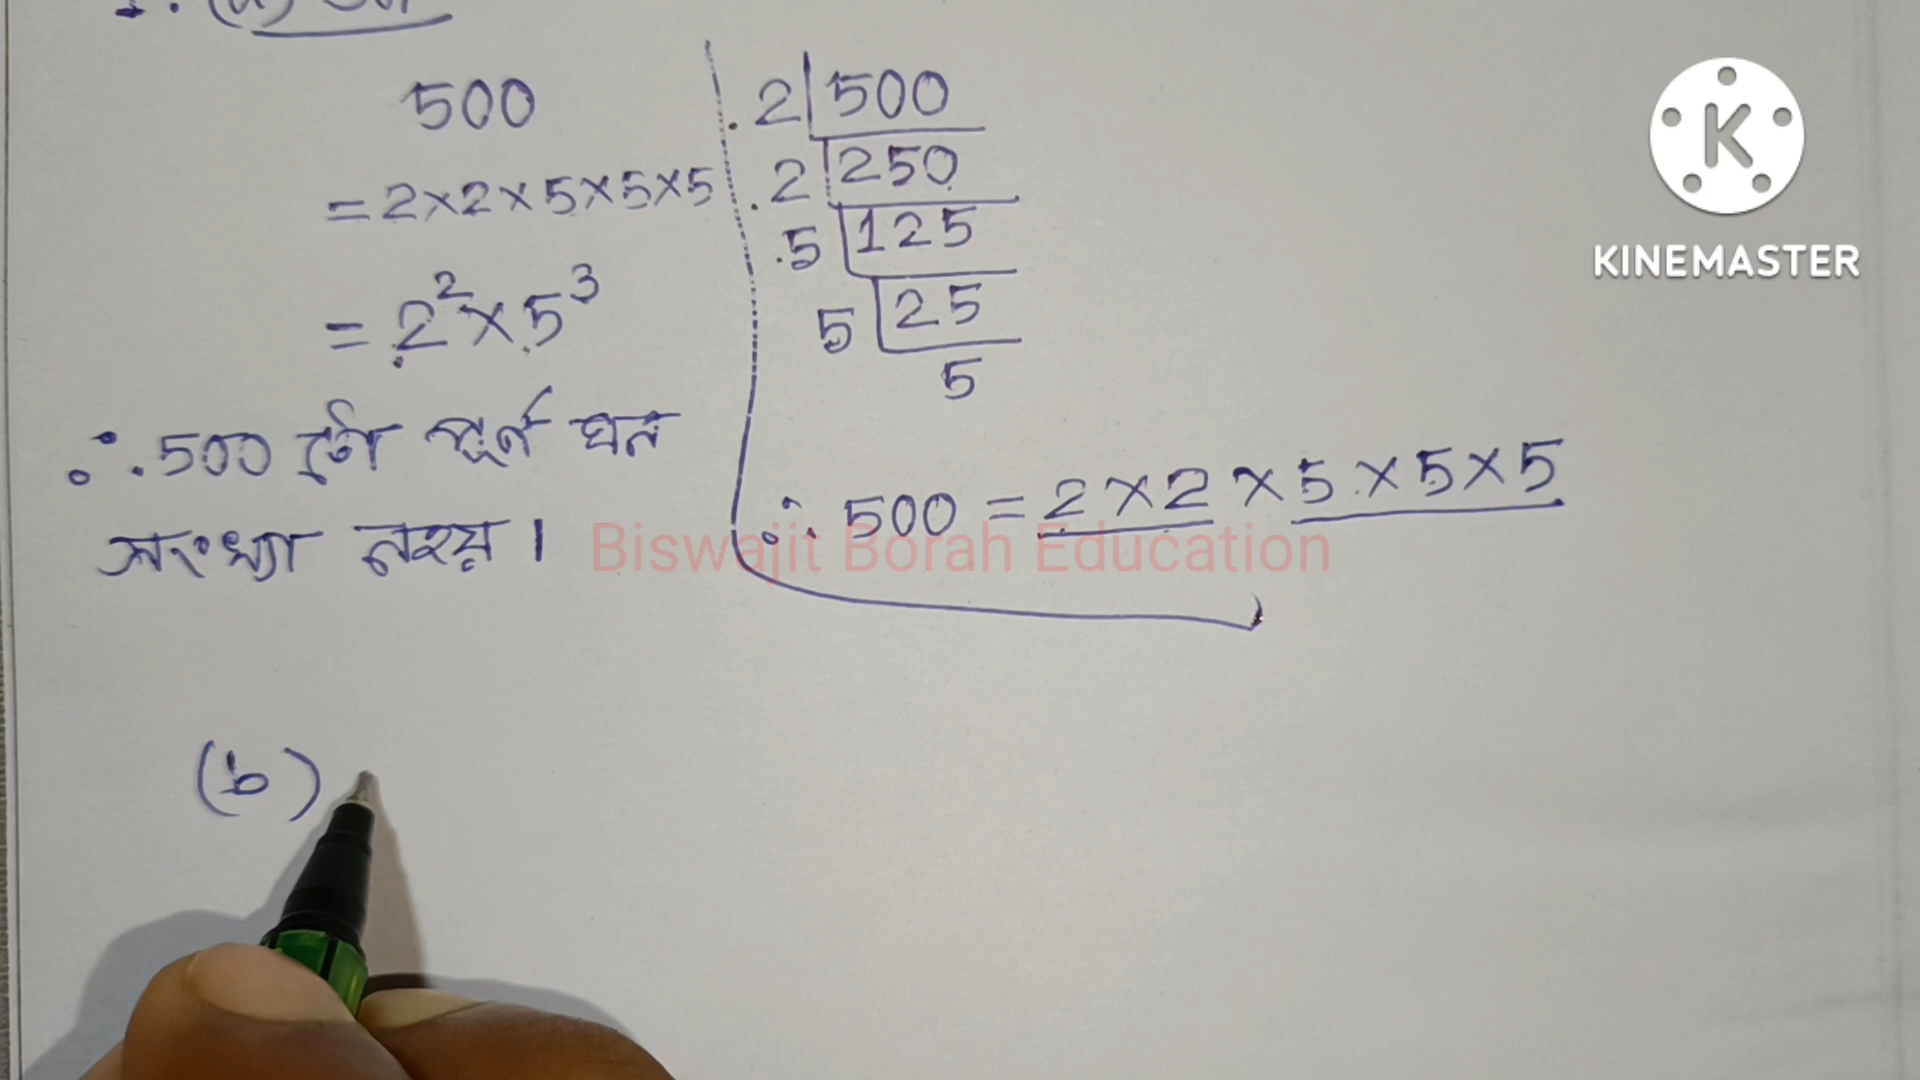 500
= 2×2×5×5×5
= 2²×5³
∴ 500 টো পূৰ্ণ ঘন
সংখ্যা নহয়।
2 500
2 250
5 125
5 25
5
∴ 500 = 2×2×5×5×5
(b)
K
KINEMASTER
Biswajit Borah Education